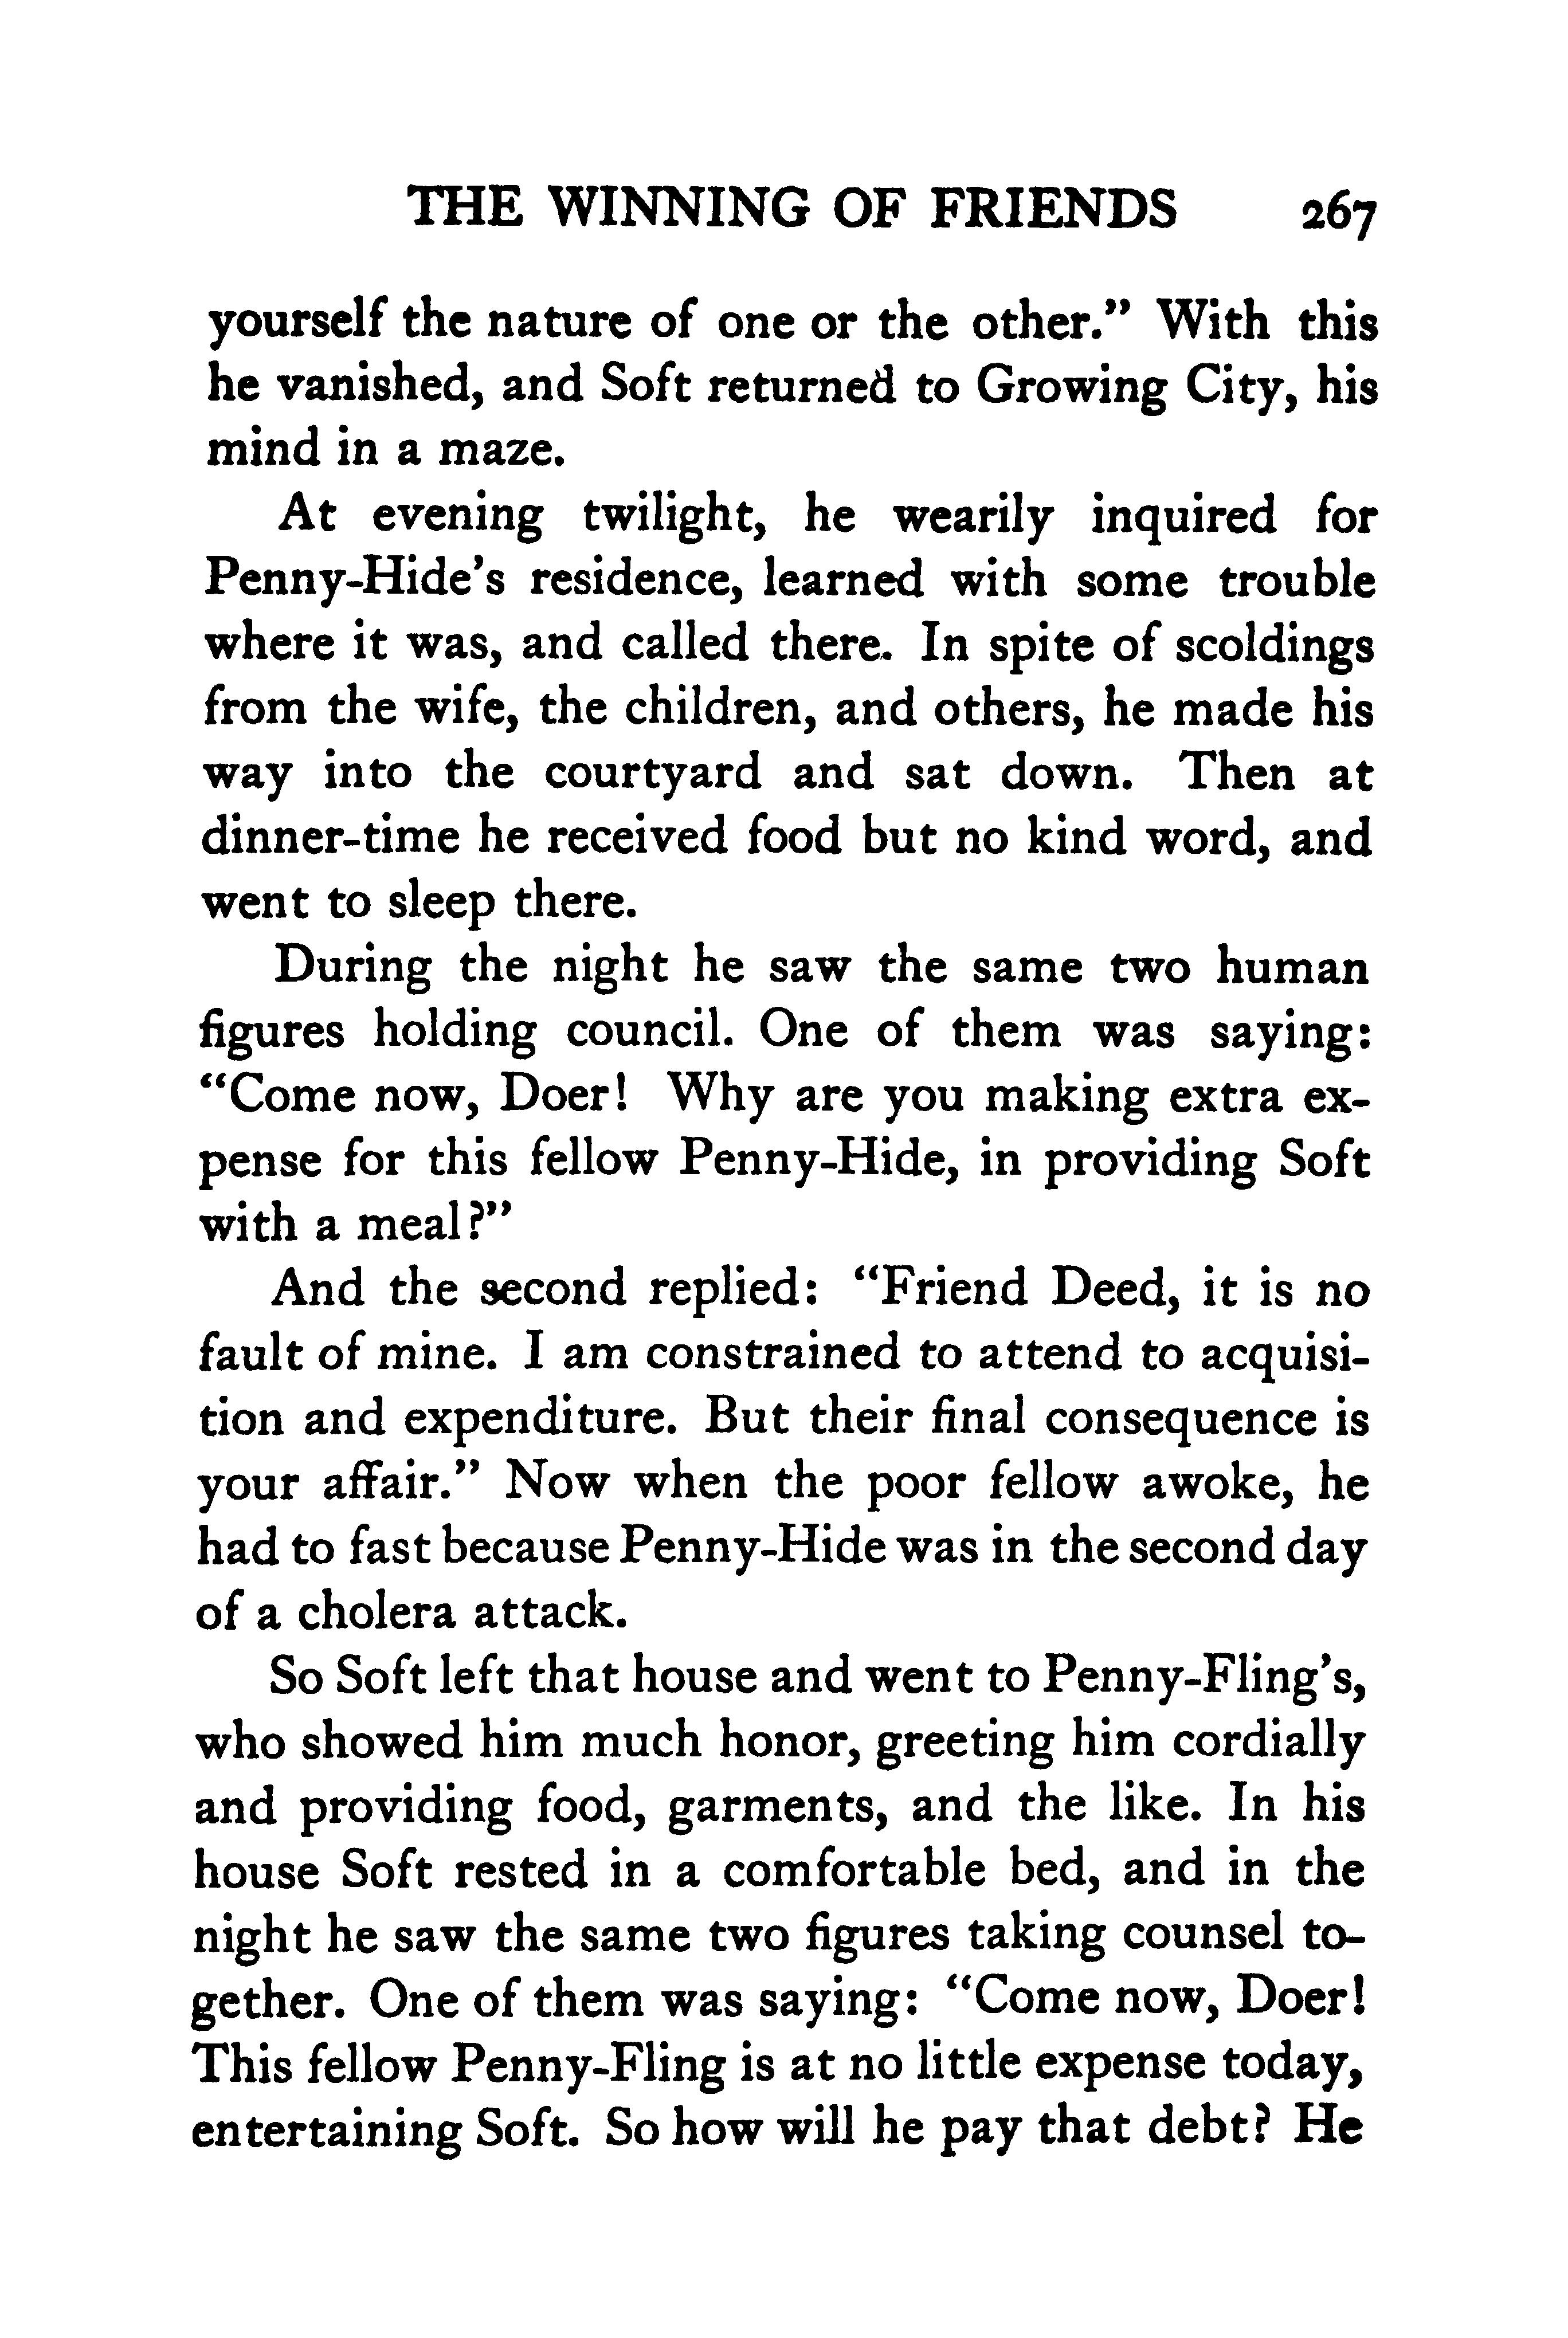 THE WINNING OF FRIENDS 267
yourself the nature of one or the other.” With this
he vanished, and Soft returned to Growing City, his
mind in a maze.
At evening twilight, he wearily inquired for
Penny-Hide’s residence, learned with some trouble
where it was, and called there. In spite of scoldings
from the wife, the children, and others, he made his
way into the courtyard and sat down. Then at
dinner-time he received food but no kind word, and
went to sleep there.
During the night he saw the same two human
figures holding council. One of them was saying:
“Come now, Doer! Why are you making extra ex-
pense for this fellow Penny-Hide, in providing Soft
with a meal?”
And the second replied: “Friend Deed, it is no
fault of mine. I am constrained to attend to acquisi-
tion and expenditure. But their final consequence is
your affair.” Now when the poor fellow awoke, he
had to fast because Penny-Hide was in the second day
of a cholera attack.
So Soft left that house and went to Penny-Fling’s,
who showed him much honor, greeting him cordially
and providing food, garments, and the like. In his
house Soft rested in a comfortable bed, and in the
night he saw the same two figures taking counsel to-
gether. One of them was saying: “Come now, Doer!
This fellow Penny-Fling is at no little expense today,
entertaining Soft. So how will he pay that debt? He